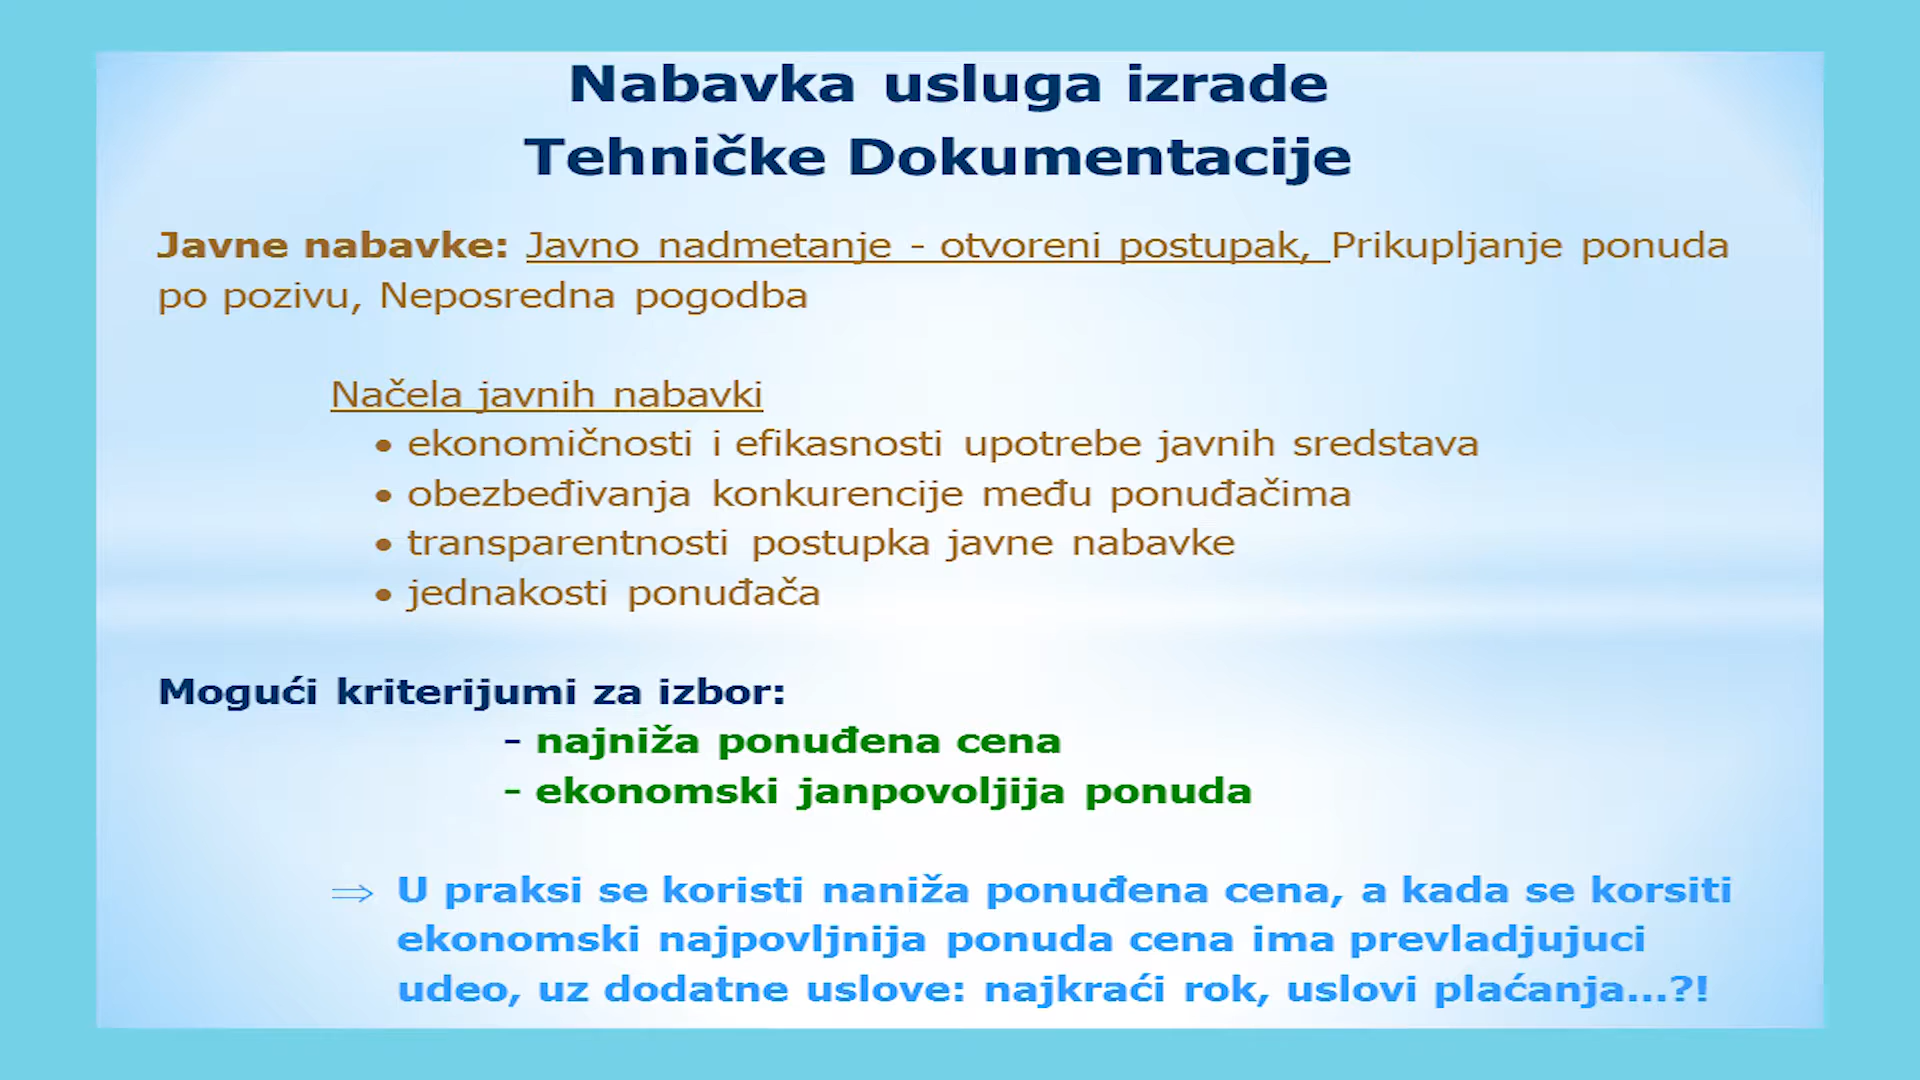 Nabavka usluga izrade
Tehničke Dokumentacije
Javne nabavke: Javno nadmetanje - otvoreni postupak, Prikupljanje ponuda
po pozivu, Neposredna pogodba
Načela javnih nabavki
• ekonomičnosti i efikasnosti upotrebe javnih sredstava
• obezbeđivanja konkurencije među ponuđačima
• transparentnosti postupka javne nabavke
• jednakosti ponuđača
Mogući kriterijumi za izbor:
- najniža ponuđena cena
- ekonomski janpovoljija ponuda
⇒ U praksi se koristi naniža ponuđena cena, a kada se korsiti
ekonomski najpovljnija ponuda cena ima prevladjujuci
udeo, uz dodatne uslove: najkraći rok, uslovi plaćanja...?!